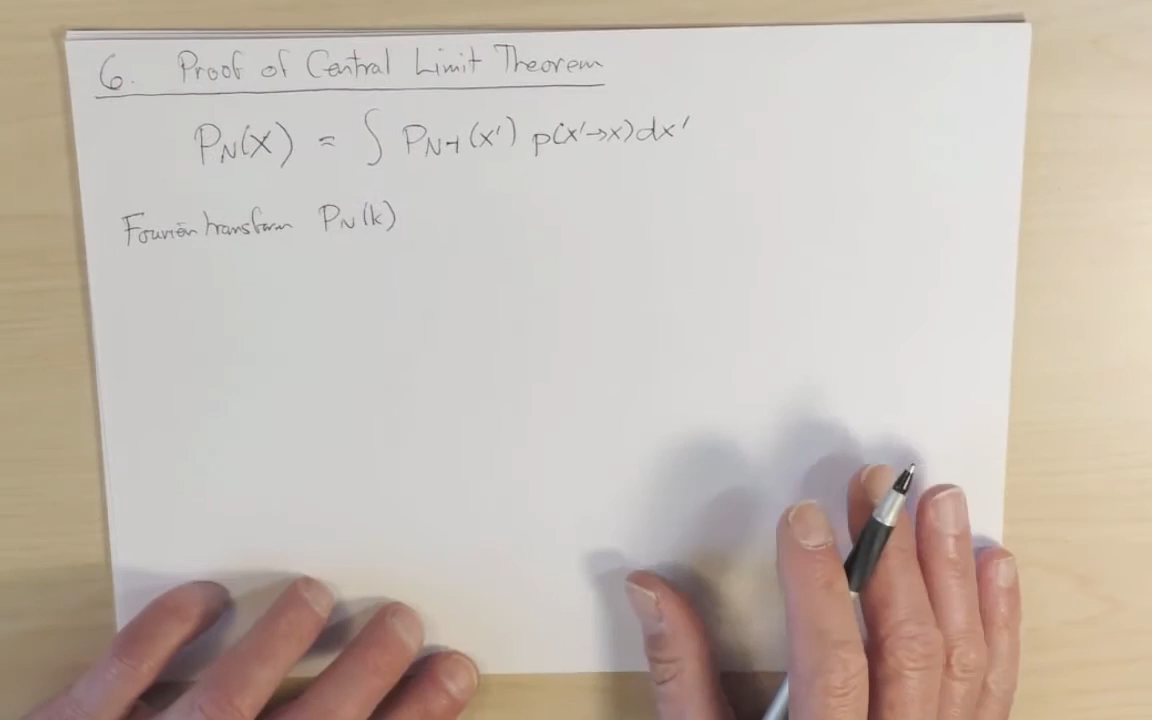 6. Proof of Central Limit Theorem
P_N(x) = ∫ P_{N-1}(x') p(x'→x)dx'
Fourier transform P_N(k)